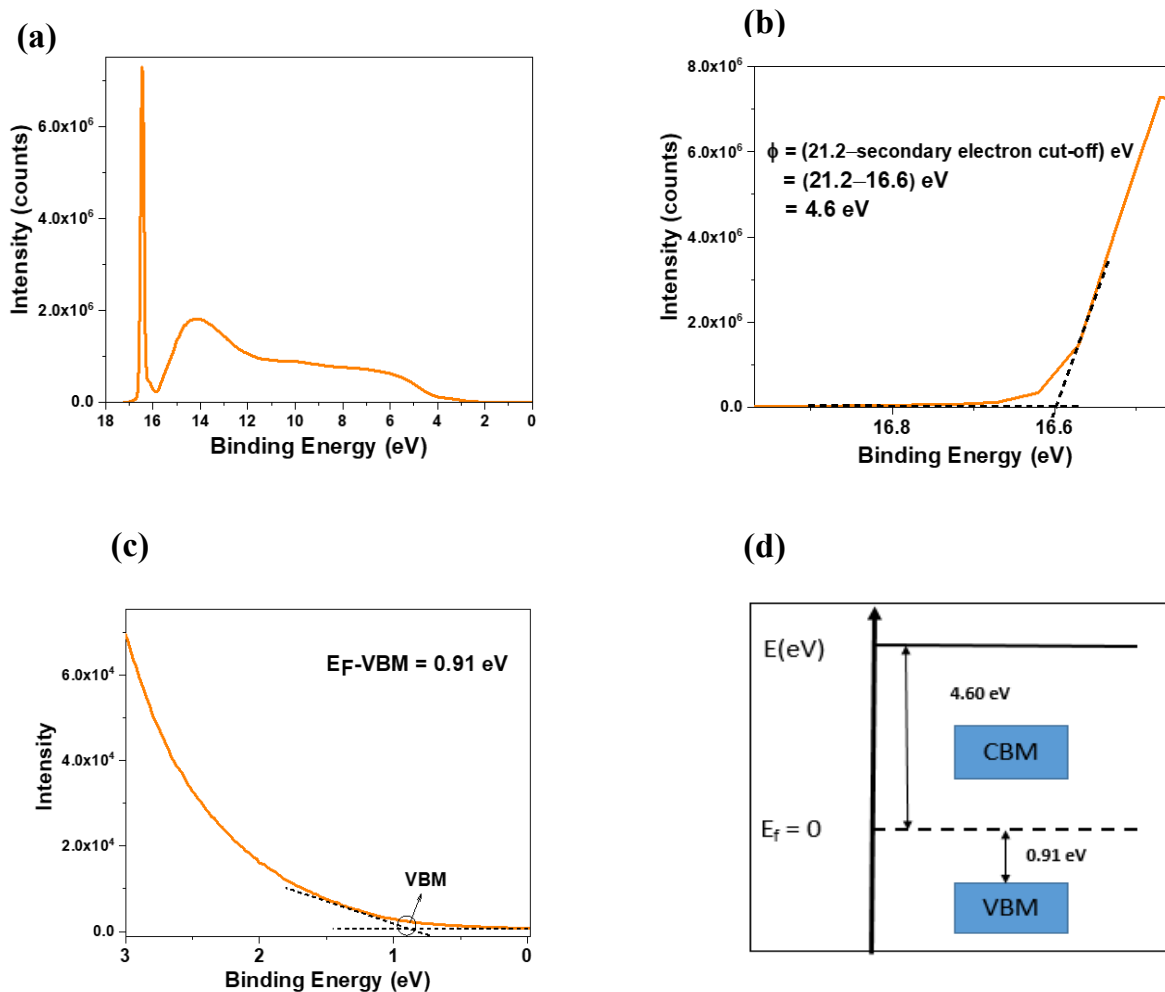 (a)
Intensity (counts)
6.0x10⁶
4.0x10⁶
2.0x10⁶
0.0
18 16 14 12 10 8 6 4 2 0
Binding Energy (eV)
(b)
Intensity (counts)
8.0x10⁶
6.0x10⁶
4.0x10⁶
2.0x10⁶
0.0
ϕ = (21.2–secondary electron cut-off) eV
= (21.2–16.6) eV
= 4.6 eV
16.8 16.6
Binding Energy (eV)
(c)
Intensity
6.0x10⁴
4.0x10⁴
2.0x10⁴
0.0
E_F-VBM = 0.91 eV
VBM
3 2 1 0
Binding Energy (eV)
(d)
E(eV)
4.60 eV
CBM
E_f = 0
0.91 eV
VBM